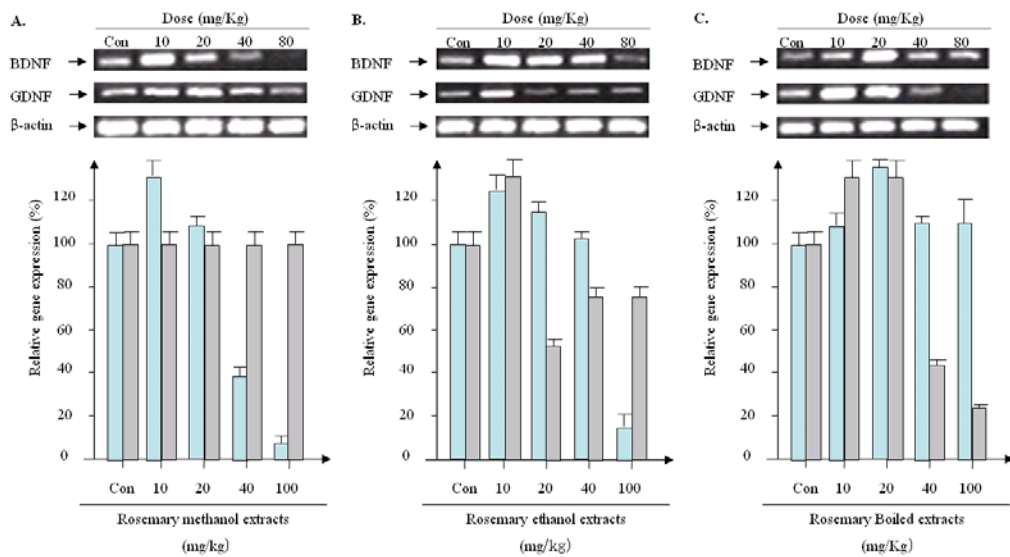 A.
Dose (mg/Kg)
Con 10 20 40 80
BDNF
GDNF
β-actin
Relative gene expression (%)
120
100
80
60
40
20
0
Con 10 20 40 100
Rosemary methanol extracts
(mg/kg)
B.
Dose (mg/Kg)
Con 10 20 40 80
BDNF
GDNF
β-actin
Relative gene expression (%)
120
100
80
60
40
20
0
Con 10 20 40 100
Rosemary ethanol extracts
(mg/kg)
C.
Dose (mg/Kg)
Con 10 20 40 80
BDNF
GDNF
β-actin
Relative gene expression (%)
120
100
80
60
40
20
0
Con 10 20 40 100
Rosemary Boiled extracts
(mg/Kg)